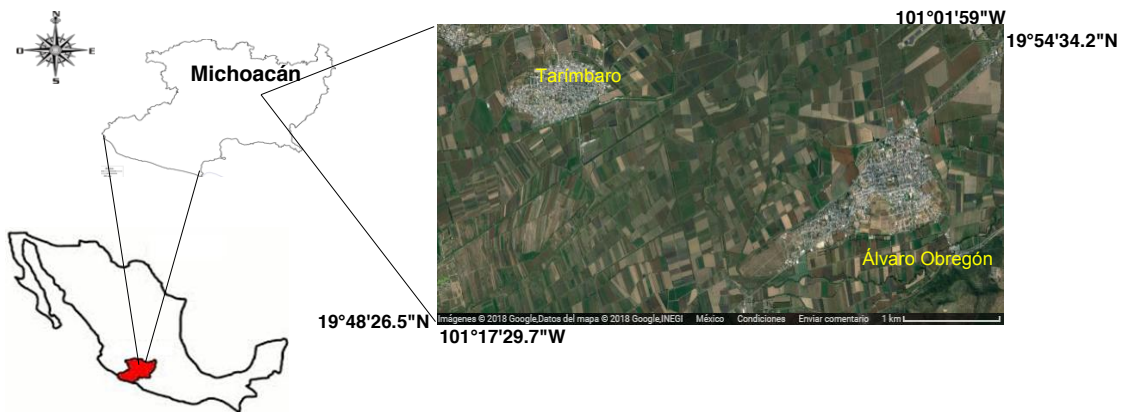 N
O
E
S
Michoacán
101°01'59"W
19°54'34.2"N
Tarímbaro
Álvaro Obregón
19°48'26.5"N
Imágenes © 2018 Google,Datos del mapa © 2018 Google,INEGI México Condiciones Enviar comentario 1 km
101°17'29.7"W